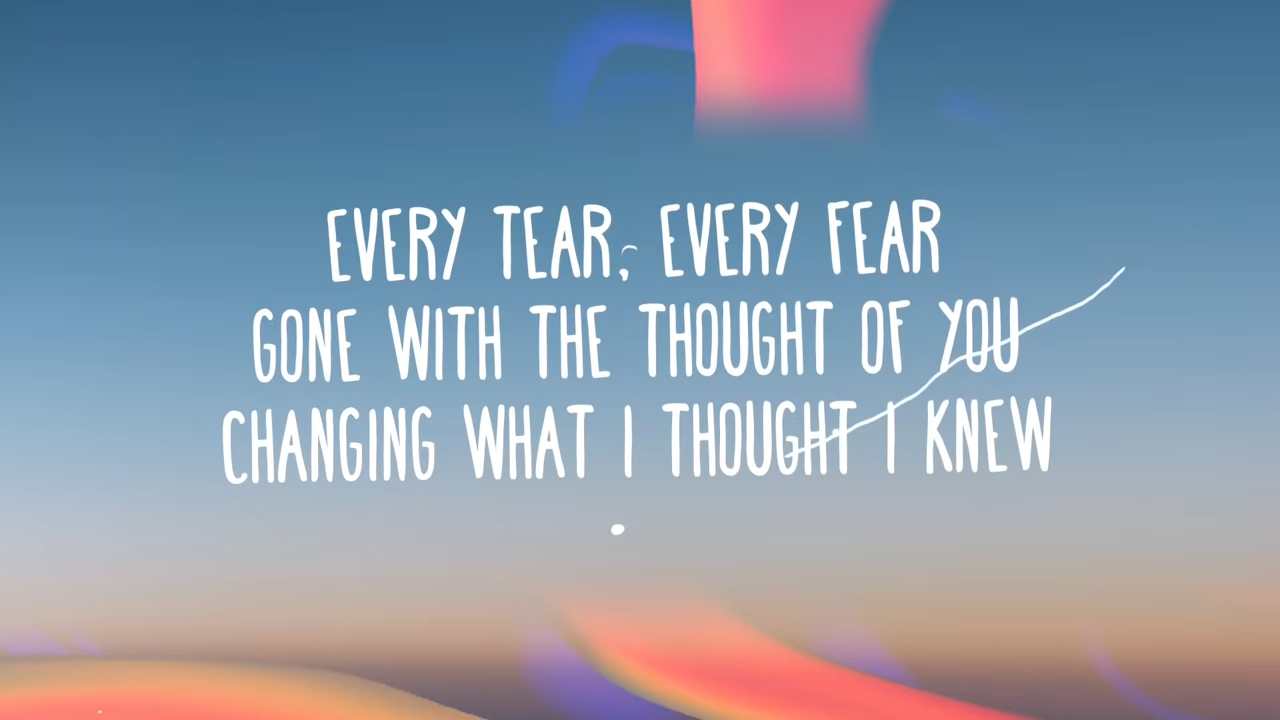 EVERY TEAR, EVERY FEAR
GONE WITH THE THOUGHT OF YOU
CHANGING WHAT I THOUGHT I KNEW